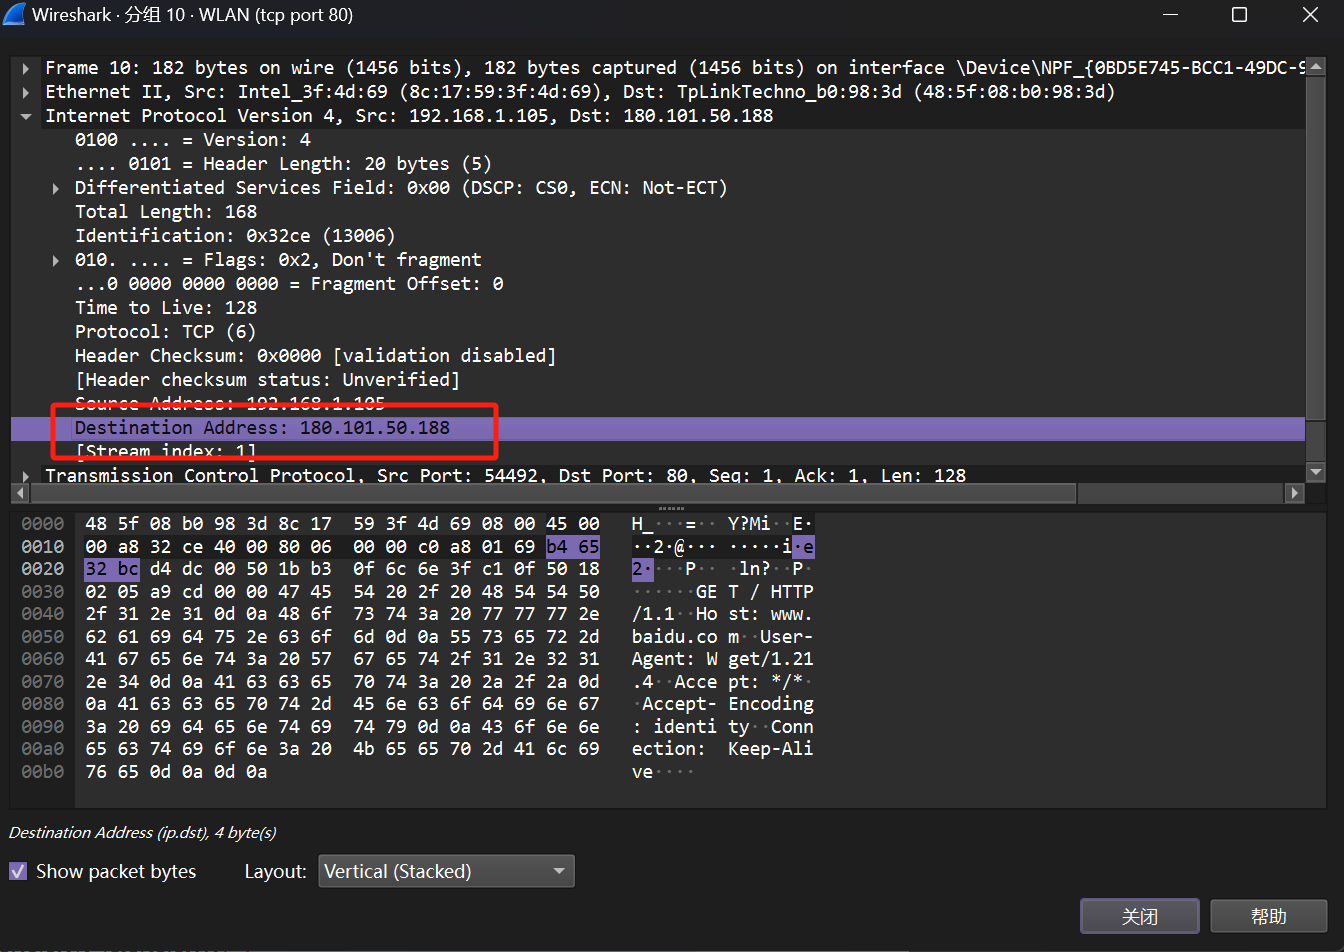 Wireshark · 分组 10 · WLAN (tcp port 80)
Frame 10: 182 bytes on wire (1456 bits), 182 bytes captured (1456 bits) on interface \Device\NPF_{0BD5E745-BCC1-49DC-9
Ethernet II, Src: Intel_3f:4d:69 (8c:17:59:3f:4d:69), Dst: TpLinkTechno_b0:98:3d (48:5f:08:b0:98:3d)
Internet Protocol Version 4, Src: 192.168.1.105, Dst: 180.101.50.188
0100 .... = Version: 4
.... 0101 = Header Length: 20 bytes (5)
Differentiated Services Field: 0x00 (DSCP: CS0, ECN: Not-ECT)
Total Length: 168
Identification: 0x32ce (13006)
010. .... = Flags: 0x2, Don't fragment
...0 0000 0000 0000 = Fragment Offset: 0
Time to Live: 128
Protocol: TCP (6)
Header Checksum: 0x0000 [validation disabled]
[Header checksum status: Unverified]
Source Address: 192.168.1.105
Destination Address: 180.101.50.188
[Stream index: 1]
Transmission Control Protocol, Src Port: 54492, Dst Port: 80, Seq: 1, Ack: 1, Len: 128
0000 48 5f 08 b0 98 3d 8c 17 59 3f 4d 69 08 00 45 00 H_···=·· Y?Mi··E·
0010 00 a8 32 ce 40 00 80 06 00 00 c0 a8 01 69 b4 65 ··2·@··· ·····i·e
0020 32 bc d4 dc 00 50 1b b3 0f 6c 6e 3f c1 0f 50 18 2····P·· ·ln?··P·
0030 02 05 a9 cd 00 00 47 45 54 20 2f 20 48 54 54 50 ······GE T / HTTP
0040 2f 31 2e 31 0d 0a 48 6f 73 74 3a 20 77 77 77 2e /1.1··Ho st: www.
0050 62 61 69 64 75 2e 63 6f 6d 0d 0a 55 73 65 72 2d baidu.co m··User-
0060 41 67 65 6e 74 3a 20 57 67 65 74 2f 31 2e 32 31 Agent: W get/1.21
0070 2e 34 0d 0a 41 63 63 65 70 74 3a 20 2a 2f 2a 0d .4··Acce pt: */*·
0080 0a 41 63 63 65 70 74 2d 45 6e 63 6f 64 69 6e 67 ·Accept- Encoding
0090 3a 20 69 64 65 6e 74 69 74 79 0d 0a 43 6f 6e 6e : identi ty··Conn
00a0 65 63 74 69 6f 6e 3a 20 4b 65 65 70 2d 41 6c 69 ection: Keep-Ali
00b0 76 65 0d 0a 0d 0a ve····
Destination Address (ip.dst), 4 byte(s)
Show packet bytes Layout: Vertical (Stacked)
关闭 帮助